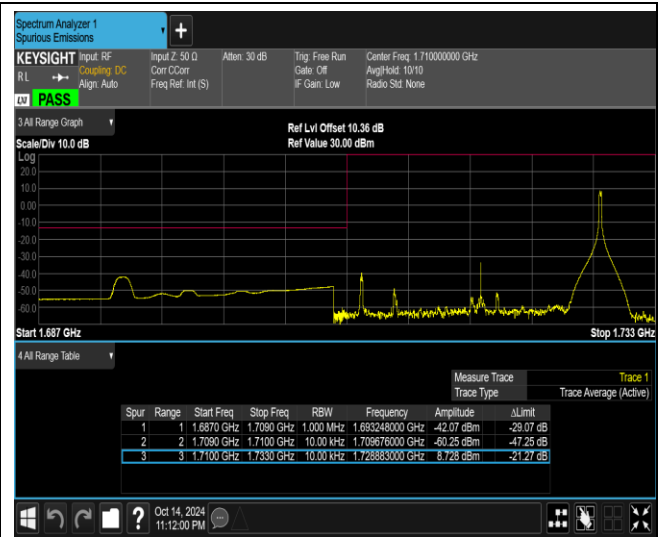 Spectrum Analyzer 1
Spurious Emissions
KEYSIGHT Input: RF Input Z: 50 Ω Atten: 30 dB Trig: Free Run Center Freq: 1.710000000 GHz
RL Coupling: DC Corr CCorr Gate: Off Avg|Hold: 10/10
Align: Auto Freq Ref: Int (S) IF Gain: Low Radio Std: None
LXI PASS
3 All Range Graph
Ref Lvl Offset 10.36 dB
Scale/Div 10.0 dB Ref Value 30.00 dBm
Log
20.0
10.0
0.00
-10.0
-20.0
-30.0
-40.0
-50.0
-60.0
Start 1.687 GHz Stop 1.733 GHz
4 All Range Table
Measure Trace Trace 1
Trace Type Trace Average (Active)
Spur Range Start Freq Stop Freq RBW Frequency Amplitude ΔLimit
1 1 1.6870 GHz 1.7090 GHz 1.000 MHz 1.693248000 GHz -42.07 dBm -29.07 dB
2 2 1.7090 GHz 1.7100 GHz 10.00 kHz 1.709676000 GHz -60.25 dBm -47.25 dB
3 3 1.7100 GHz 1.7330 GHz 10.00 kHz 1.728883000 GHz 8.728 dBm -21.27 dB
? Oct 14, 2024
11:12:00 PM